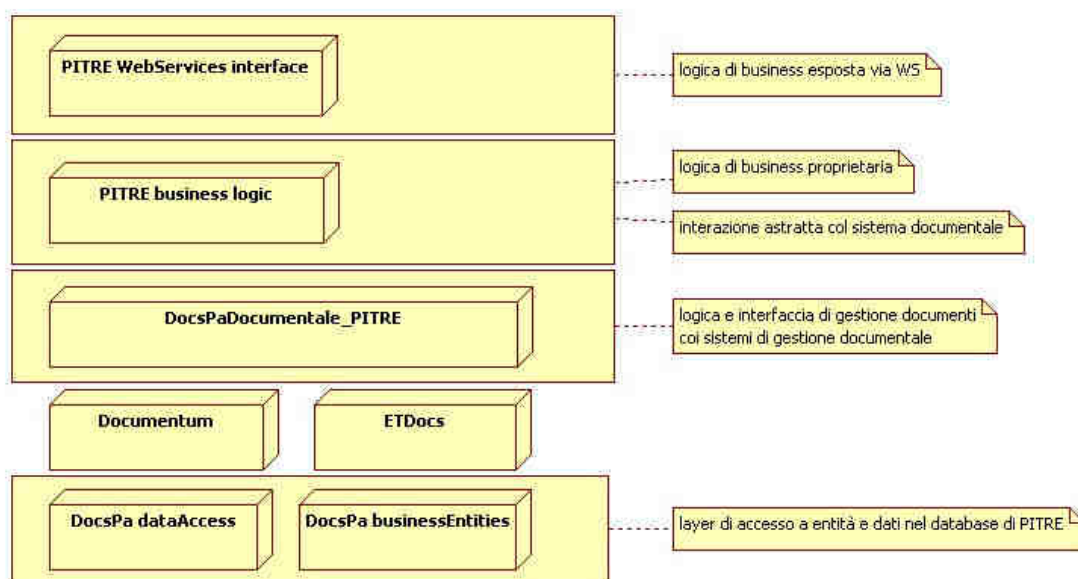 PITRE WebServices interface
logica di business esposta via WS
PITRE business logic
logica di business proprietaria
interazione astratta col sistema documentale
DocsPaDocumentale_PITRE
logica e interfaccia di gestione documenti
coi sistemi di gestione documentale
Documentum
ETDocs
DocsPa dataAccess
DocsPa businessEntities
layer di accesso a entità e dati nel database di PITRE